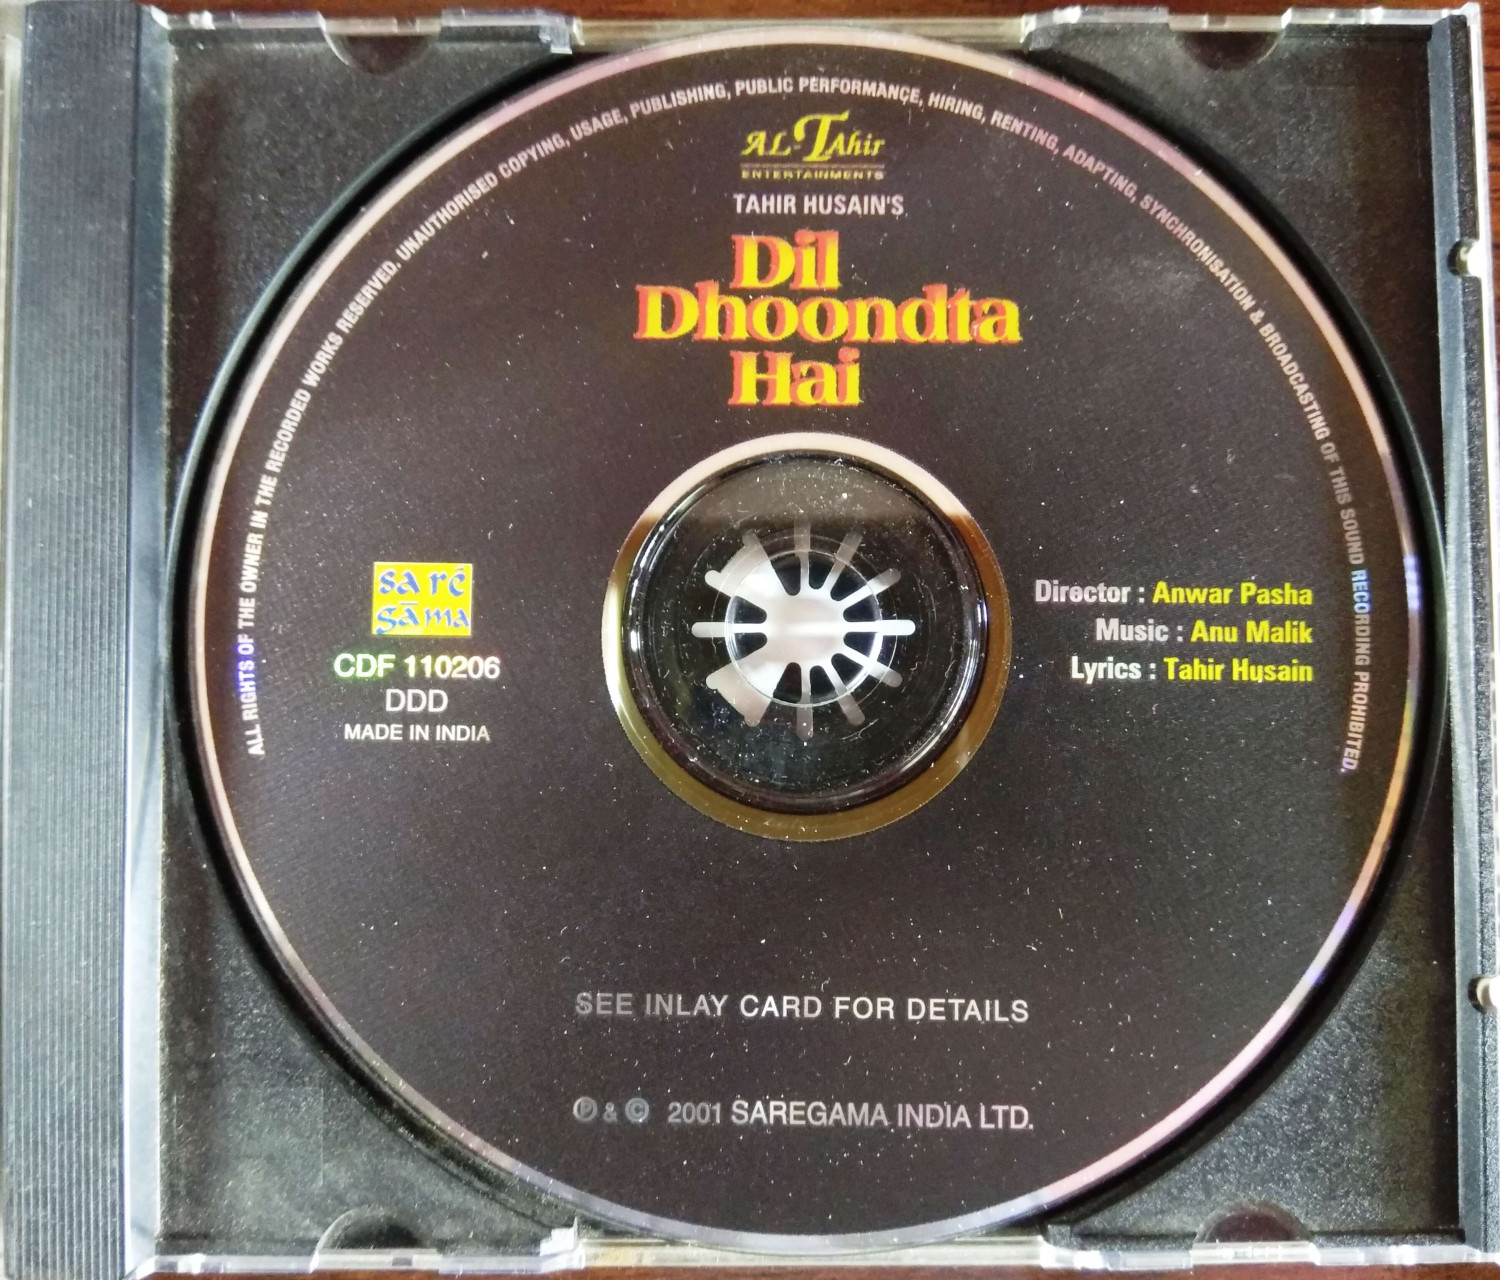 ALL RIGHTS OF THE OWNER IN THE RECORDED WORKS RESERVED. UNAUTHORISED COPYING, USAGE, PUBLISHING, PUBLIC PERFORMANCE, HIRING, RENTING, ADAPTING, SYNCHRONISATION & BROADCASTING OF THIS SOUND RECORDING PROHIBITED.
AL-TAhir
ENTERTAINMENTS
TAHIR HUSAIN'S
Dil
Dhoondta
Hai
sa ré
gāma
CDF 110206
DDD
MADE IN INDIA
Director : Anwar Pasha
Music : Anu Malik
Lyrics : Tahir Husain
SEE INLAY CARD FOR DETAILS
℗ & © 2001 SAREGAMA INDIA LTD.